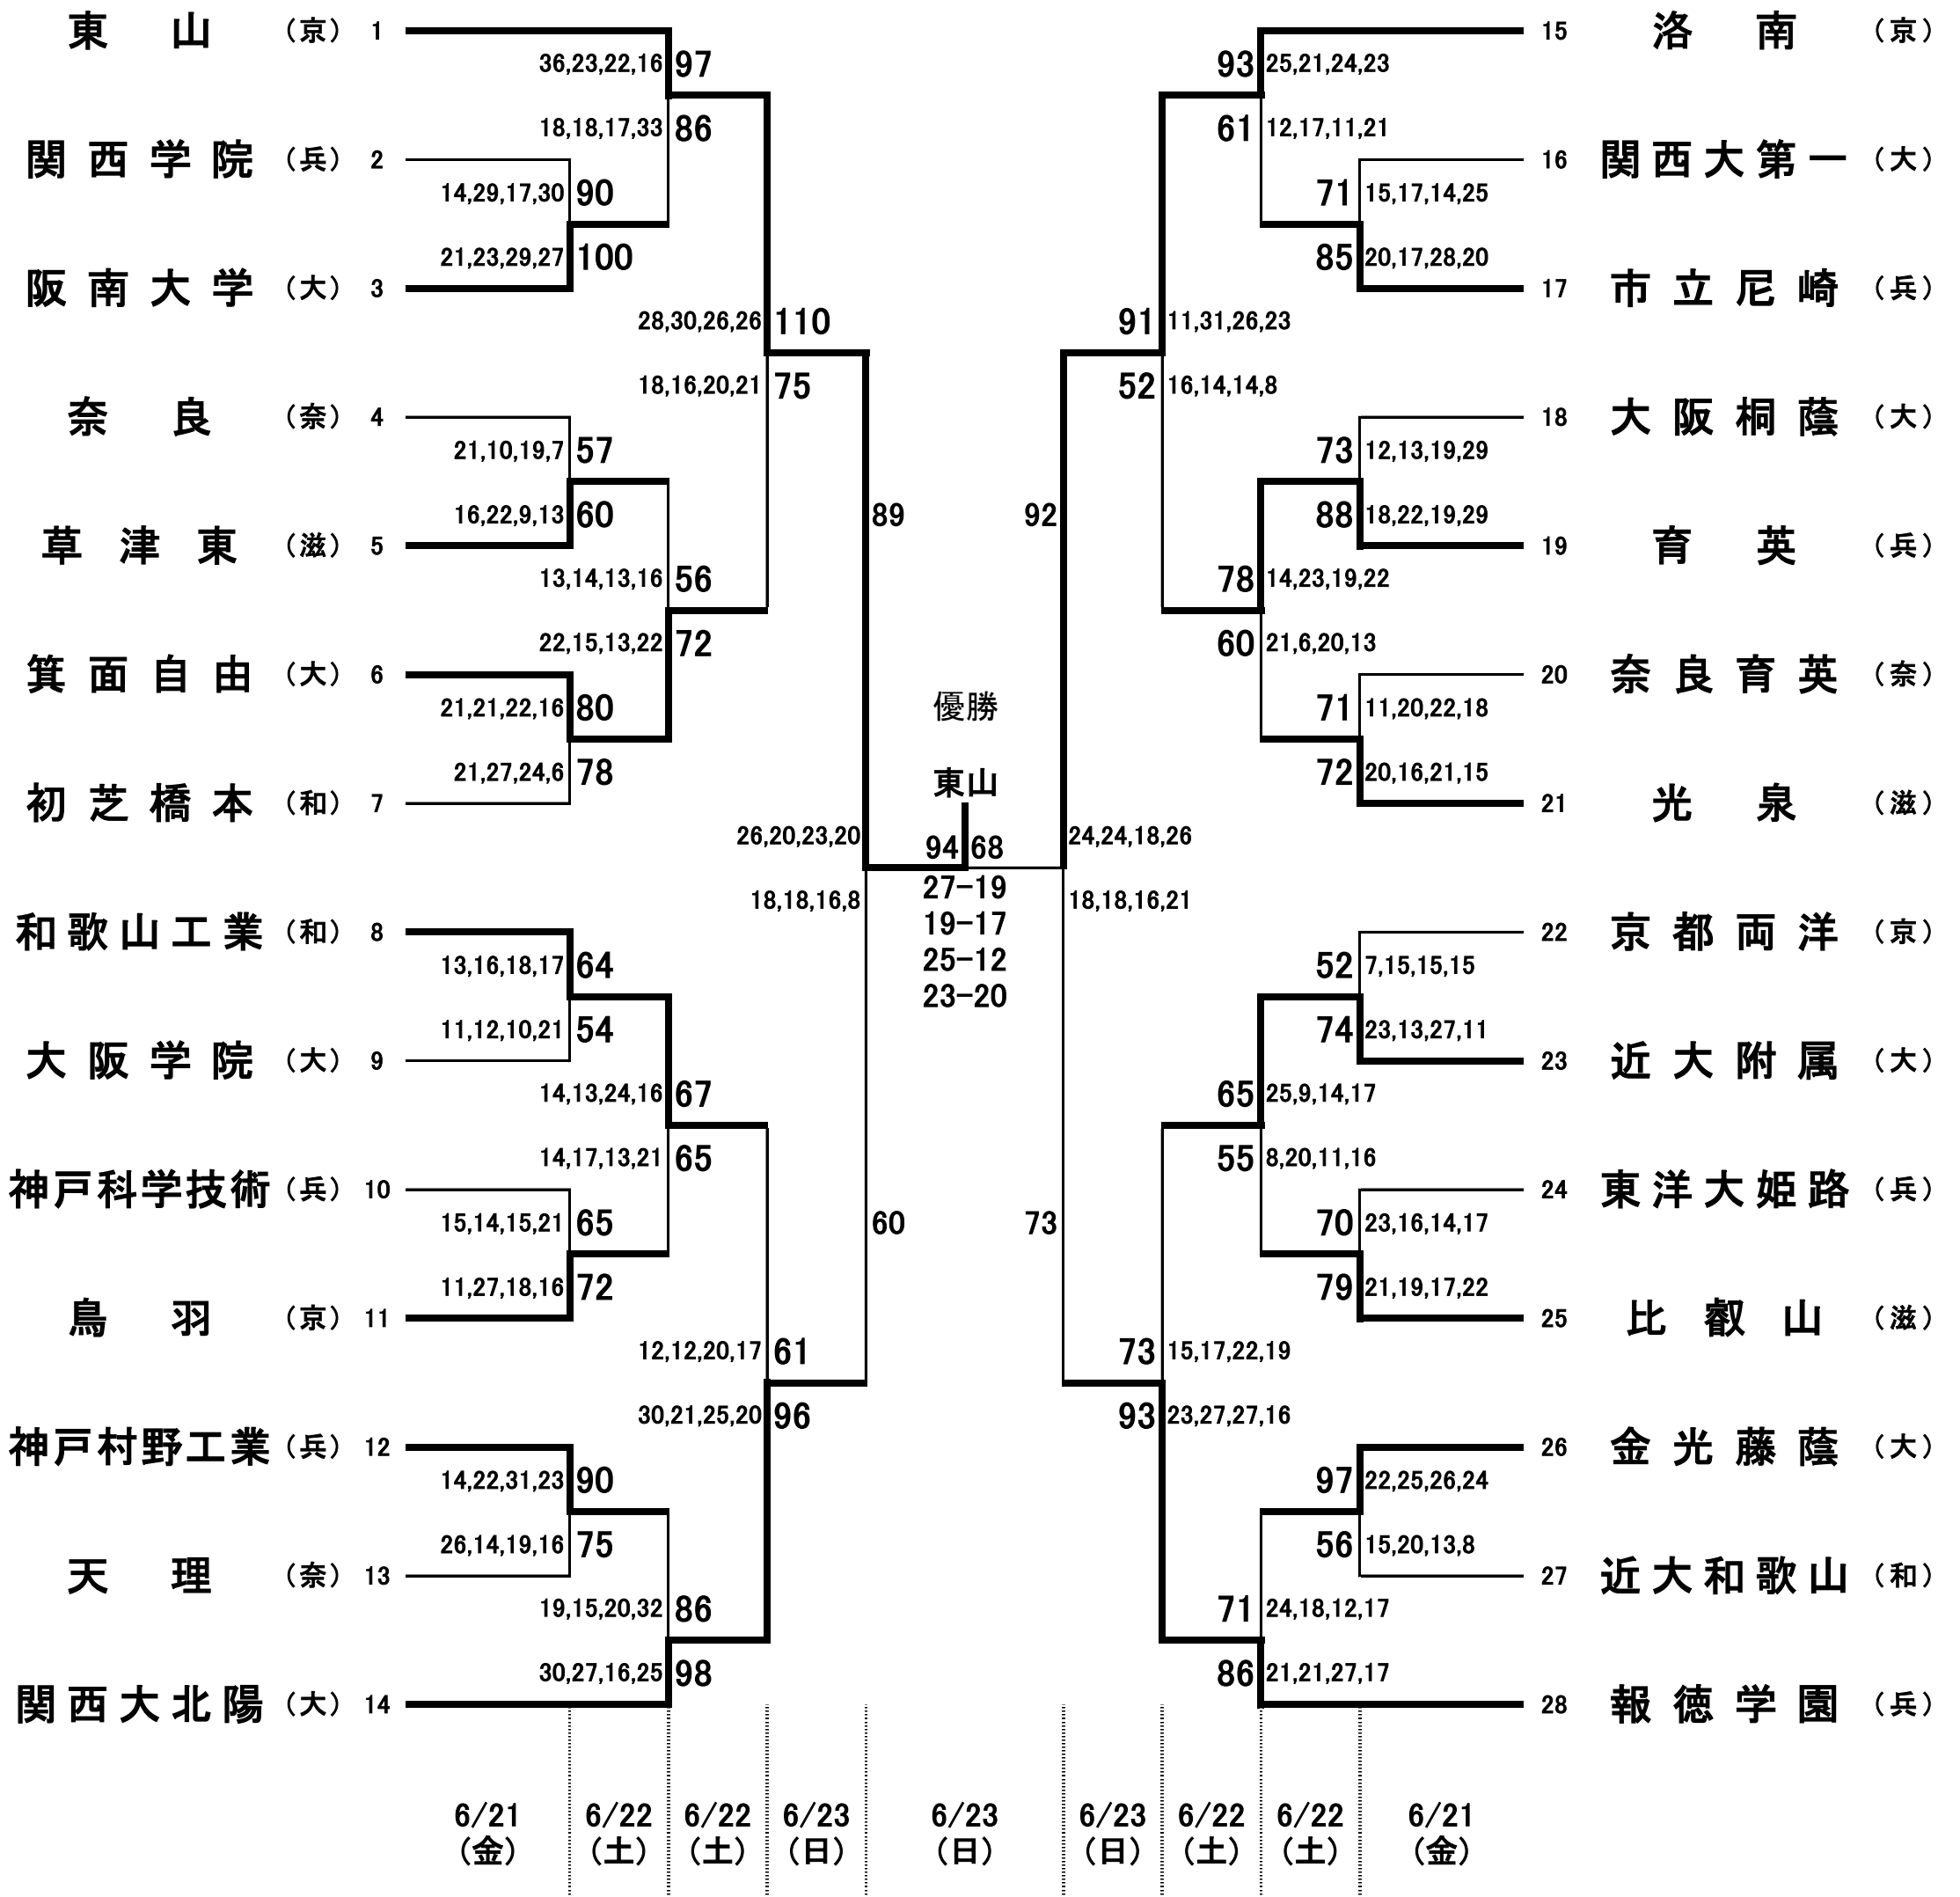 東山 （京） 1
36,23,22,16 97
18,18,17,33 86
関西学院 （兵） 2
14,29,17,30 90
21,23,29,27 100
阪南大学 （大） 3
28,30,26,26 110
18,16,20,21 75
奈良 （奈） 4
21,10,19,7 57
16,22,9,13 60
草津東 （滋） 5
13,14,13,16 56
22,15,13,22 72
箕面自由 （大） 6
21,21,22,16 80
21,27,24,6 78
初芝橋本 （和） 7
89
26,20,23,20
18,18,16,8
60
和歌山工業 （和） 8
13,16,18,17 64
11,12,10,21 54
大阪学院 （大） 9
14,13,24,16 67
14,17,13,21 65
神戸科学技術 （兵） 10
15,14,15,21 65
11,27,18,16 72
鳥羽 （京） 11
12,12,20,17 61
30,21,25,20 96
神戸村野工業 （兵） 12
14,22,31,23 90
26,14,19,16 75
天理 （奈） 13
19,15,20,32 86
30,27,16,25 98
関西大北陽 （大） 14
優勝
東山
94 68
27-19
19-17
25-12
23-20
15 洛南 （京）
93 25,21,24,23
61 12,17,11,21
16 関西大第一 （大）
71 15,17,14,25
85 20,17,28,20
17 市立尼崎 （兵）
91 11,31,26,23
52 16,14,14,8
18 大阪桐蔭 （大）
73 12,13,19,29
88 18,22,19,29
19 育英 （兵）
78 14,23,19,22
60 21,6,20,13
20 奈良育英 （奈）
71 11,20,22,18
72 20,16,21,15
21 光泉 （滋）
92
24,24,18,26
18,18,16,21
73
22 京都両洋 （京）
52 7,15,15,15
74 23,13,27,11
23 近大附属 （大）
65 25,9,14,17
55 8,20,11,16
24 東洋大姫路 （兵）
70 23,16,14,17
79 21,19,17,22
25 比叡山 （滋）
73 15,17,22,19
93 23,27,27,16
26 金光藤蔭 （大）
97 22,25,26,24
56 15,20,13,8
27 近大和歌山 （和）
71 24,18,12,17
86 21,21,27,17
28 報徳学園 （兵）
6/21 6/22 6/22 6/23 6/23 6/23 6/22 6/22 6/21
（金） （土） （土） （日） （日） （日） （土） （土） （金）